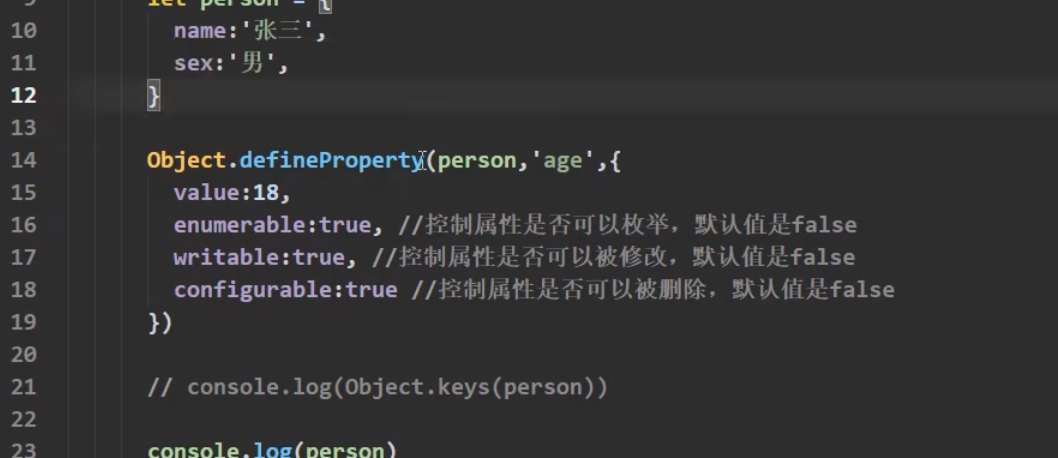 9 let person = {
10 name:'张三',
11 sex:'男',
12 }
13
14 Object.defineProperty(person,'age',{
15 value:18,
16 enumerable:true, //控制属性是否可以枚举，默认值是false
17 writable:true, //控制属性是否可以被修改，默认值是false
18 configurable:true //控制属性是否可以被删除，默认值是false
19 })
20
21 // console.log(Object.keys(person))
22
23 console.log(person)